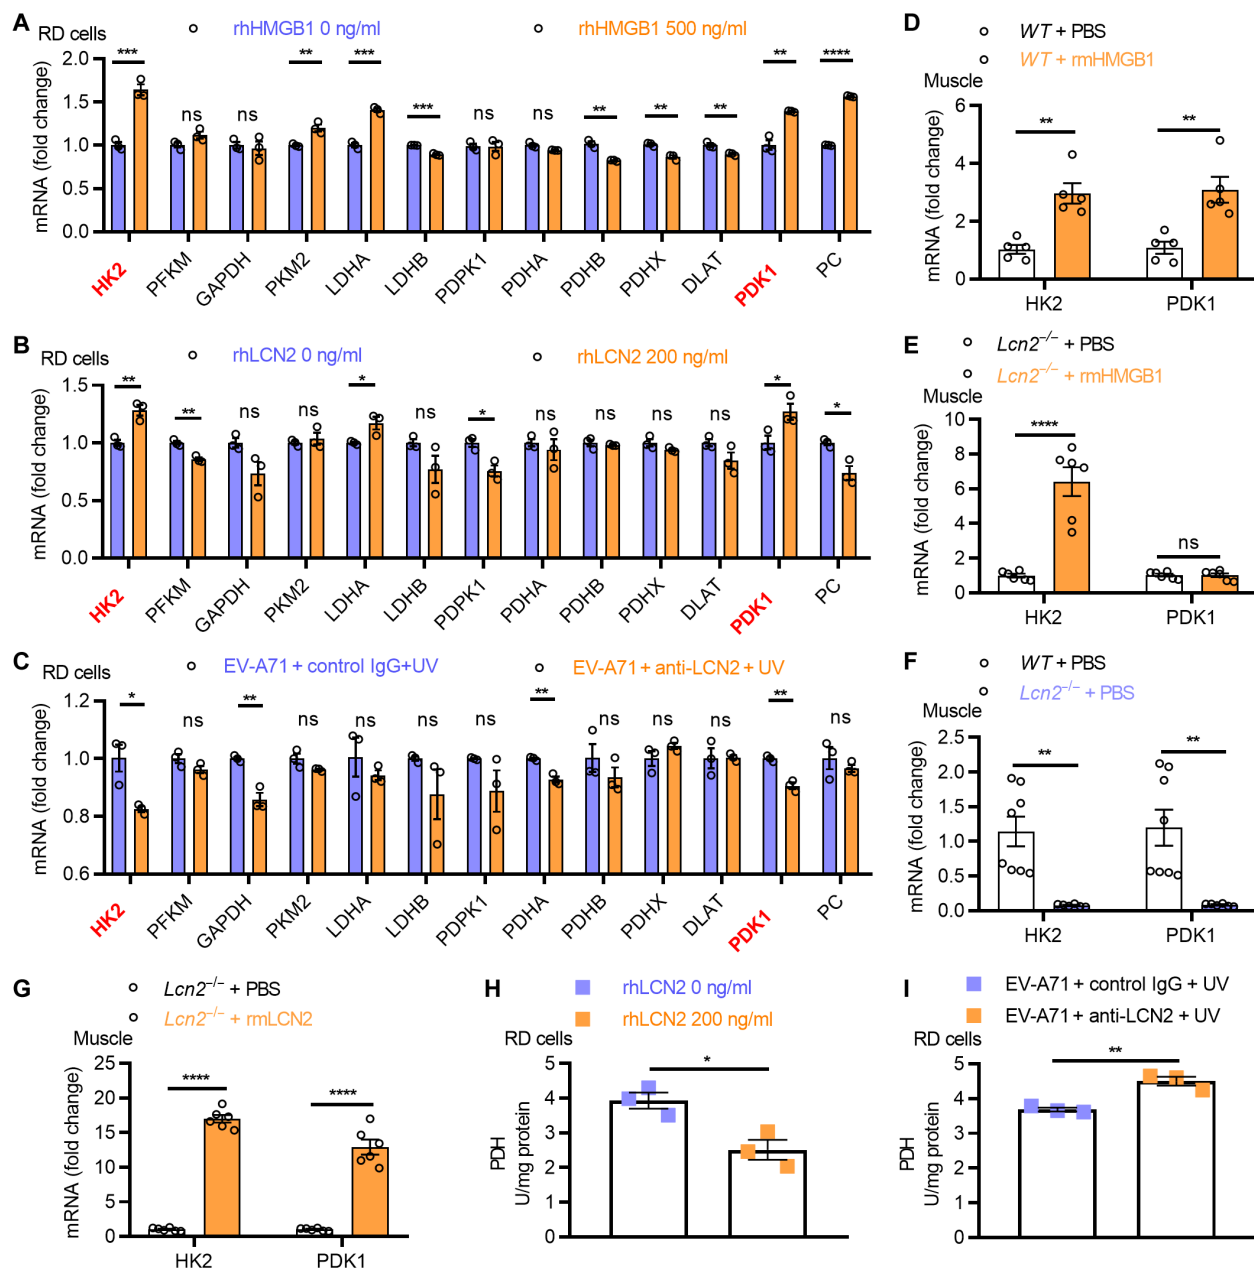 A
RD cells
rhHMGB1 0 ng/ml
rhHMGB1 500 ng/ml
mRNA (fold change)
2.0
1.5
1.0
0.5
0.0
***
ns
ns
**
***
***
ns
ns
**
**
**
**
****
HK2
PFKM
GAPDH
PKM2
LDHA
LDHB
PDPK1
PDHA
PDHB
PDHX
DLAT
PDK1
PC
D
WT + PBS
WT + rmHMGB1
Muscle
mRNA (fold change)
6
4
2
0
**
**
HK2
PDK1
B
RD cells
rhLCN2 0 ng/ml
rhLCN2 200 ng/ml
mRNA (fold change)
1.5
1.0
0.5
0.0
**
**
ns
ns
*
ns
*
ns
ns
ns
ns
*
*
HK2
PFKM
GAPDH
PKM2
LDHA
LDHB
PDPK1
PDHA
PDHB
PDHX
DLAT
PDK1
PC
E
Lcn2−/− + PBS
Lcn2−/− + rmHMGB1
Muscle
mRNA (fold change)
10
8
6
4
2
0
****
ns
HK2
PDK1
C
RD cells
EV-A71 + control IgG+UV
EV-A71 + anti-LCN2 + UV
mRNA (fold change)
1.2
1.0
0.8
0.6
*
ns
**
ns
ns
ns
ns
**
ns
ns
ns
**
ns
HK2
PFKM
GAPDH
PKM2
LDHA
LDHB
PDPK1
PDHA
PDHB
PDHX
DLAT
PDK1
PC
F
WT + PBS
Lcn2−/− + PBS
Muscle
mRNA (fold change)
2.5
2.0
1.5
1.0
0.5
0.0
**
**
HK2
PDK1
G
Lcn2−/− + PBS
Lcn2−/− + rmLCN2
Muscle
mRNA (fold change)
25
20
15
10
5
0
****
****
HK2
PDK1
H
rhLCN2 0 ng/ml
rhLCN2 200 ng/ml
RD cells
PDH
U/mg protein
5
4
3
2
1
0
*
I
EV-A71 + control IgG + UV
EV-A71 + anti-LCN2 + UV
RD cells
PDH
U/mg protein
5
4
3
2
1
0
**